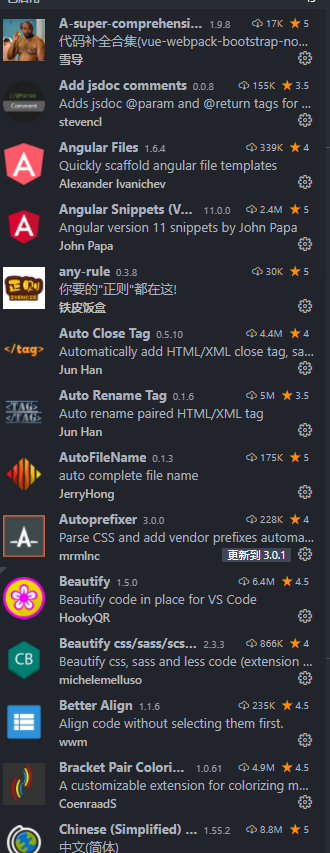 A-super-comprehensi... 1.9.8 17K 5
代码补全合集(vue-webpack-bootstrap-no...
雪导
Add jsdoc comments 0.0.8 155K 3.5
Adds jsdoc @param and @return tags for ...
stevencl
Angular Files 1.6.4 339K 4
Quickly scaffold angular file templates
Alexander Ivanichev
Angular Snippets (V... 11.0.0 2.4M 5
Angular version 11 snippets by John Papa
John Papa
any-rule 0.3.8 30K 5
你要的"正则"都在这!
铁皮饭盒
Auto Close Tag 0.5.10 4.4M 4
</tag>
Automatically add HTML/XML close tag, sa...
Jun Han
Auto Rename Tag 0.1.6 5M 3.5
<TAG>
</TAG>
Auto rename paired HTML/XML tag
Jun Han
AutoFileName 0.1.3 175K 5
auto complete file name
JerryHong
Autoprefixer 3.0.0 228K 4
Parse CSS and add vendor prefixes automa...
mrmlnc 更新到 3.0.1
Beautify 1.5.0 6.4M 4.5
Beautify code in place for VS Code
HookyQR
Beautify css/sass/scs... 2.3.3 866K 4
CB
Beautify css, sass and less code (extension ...
michelemelluso
Better Align 1.1.6 235K 4.5
Align code without selecting them first.
wwm
Bracket Pair Colori... 1.0.61 4.9M 4.5
A customizable extension for colorizing m...
CoenraadS
Chinese (Simplified) ... 1.55.2 8.8M 5
中文(简体)